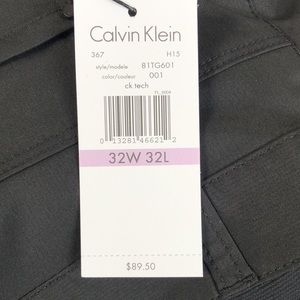 Calvin Klein
367 H15
style/modele 81TG601
color/couleur 001
ck tech
0 13281 46621 2
32W 32L
$89.50